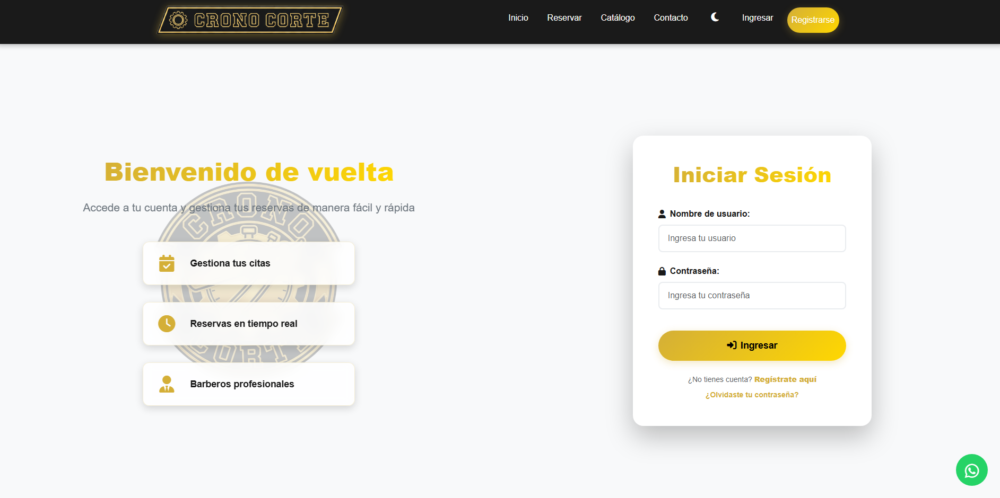 CRONO CORTE
Inicio
Reservar
Catálogo
Contacto
Ingresar
Registrarse
Bienvenido de vuelta
Accede a tu cuenta y gestiona tus reservas de manera fácil y rápida
CRONO
Gestiona tus citas
Reservas en tiempo real
CORTE
Barberos profesionales
Iniciar Sesión
Nombre de usuario:
Ingresa tu usuario
Contraseña:
Ingresa tu contraseña
Ingresar
¿No tienes cuenta? Regístrate aquí
¿Olvidaste tu contraseña?